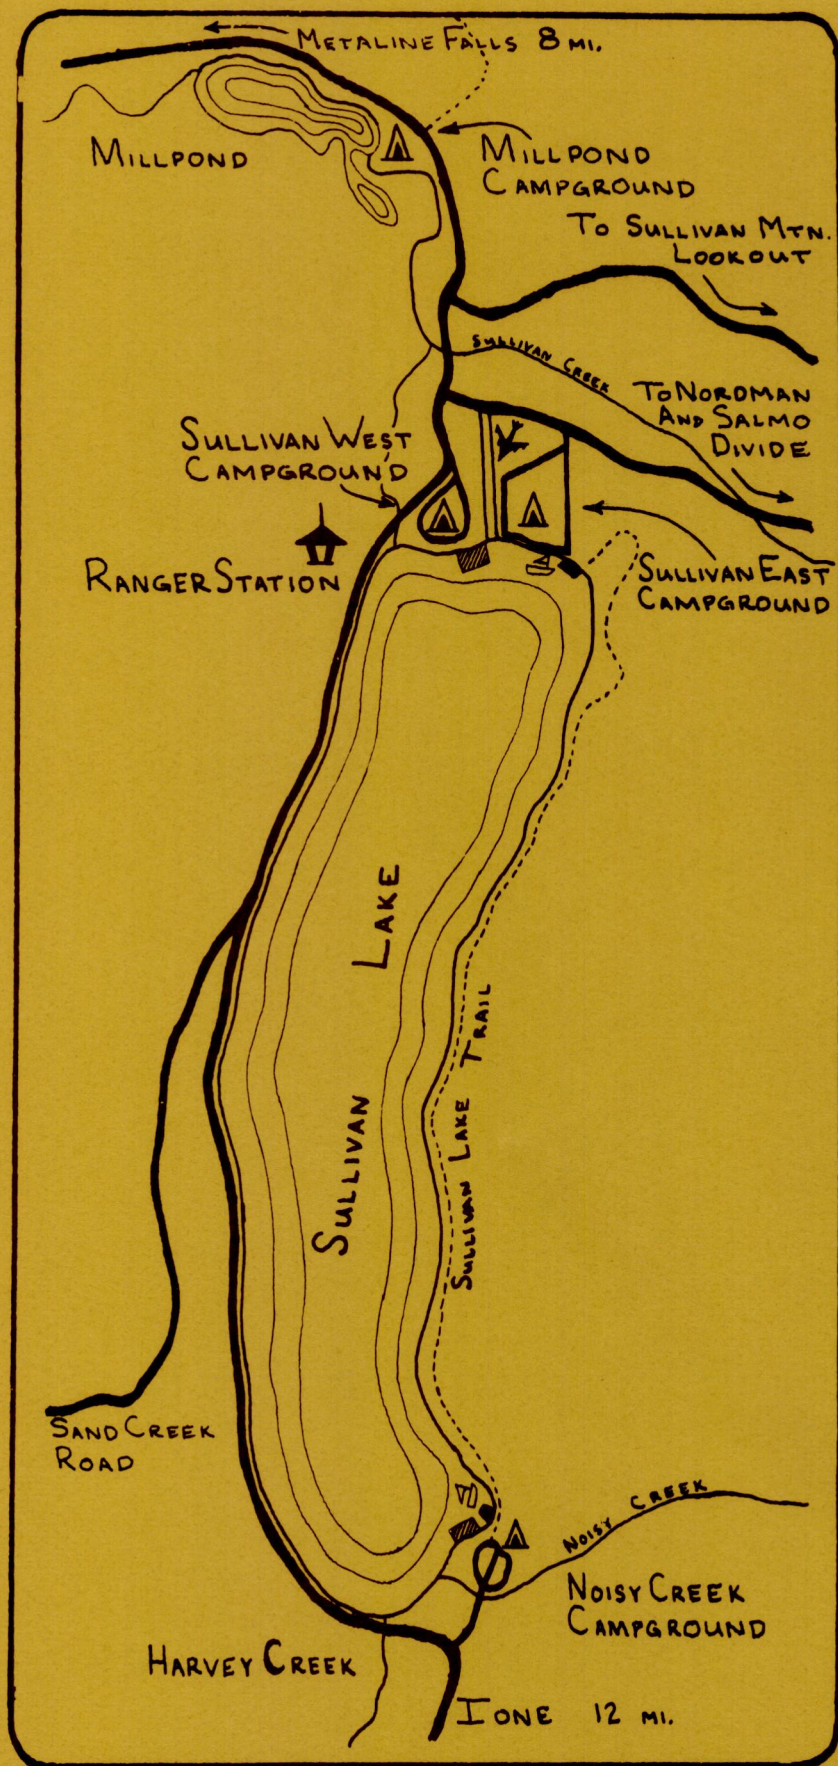 METALINE FALLS 8 MI.
MILLPOND
MILLPOND
CAMPGROUND
TO SULLIVAN MTN.
LOOKOUT
SULLIVAN CREEK
TO NORDMAN
AND SALMO
DIVIDE
SULLIVAN WEST
CAMPGROUND
RANGER STATION
SULLIVAN EAST
CAMPGROUND
SULLIVAN LAKE
SULLIVAN LAKE TRAIL
SAND CREEK
ROAD
NOISY CREEK
NOISY CREEK
CAMPGROUND
HARVEY CREEK
IONE 12 MI.